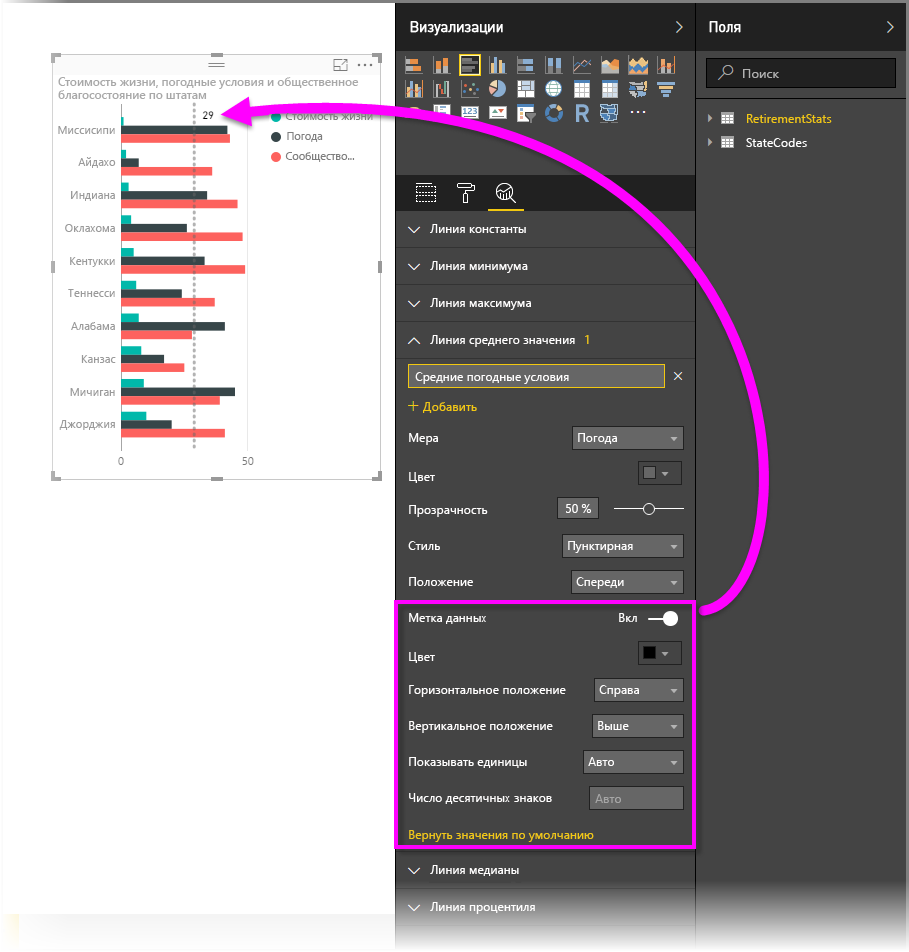 Стоимость жизни, погодные условия и общественное
благосостояние по штатам
29
Стоимость жизни
Погода
Сообщество...
Миссисипи
Айдахо
Индиана
Оклахома
Кентукки
Теннесси
Алабама
Канзас
Мичиган
Джорджия
0 50
Визуализации
123
R
Линия константы
Линия минимума
Линия максимума
Линия среднего значения 1
Средние погодные условия
Добавить
Мера Погода
Цвет
Прозрачность 50 %
Стиль Пунктирная
Положение Спереди
Метка данных Вкл
Цвет
Горизонтальное положение Справа
Вертикальное положение Выше
Показывать единицы Авто
Число десятичных знаков Авто
Вернуть значения по умолчанию
Линия медианы
Линия процентиля
Поля
Поиск
RetirementStats
StateCodes